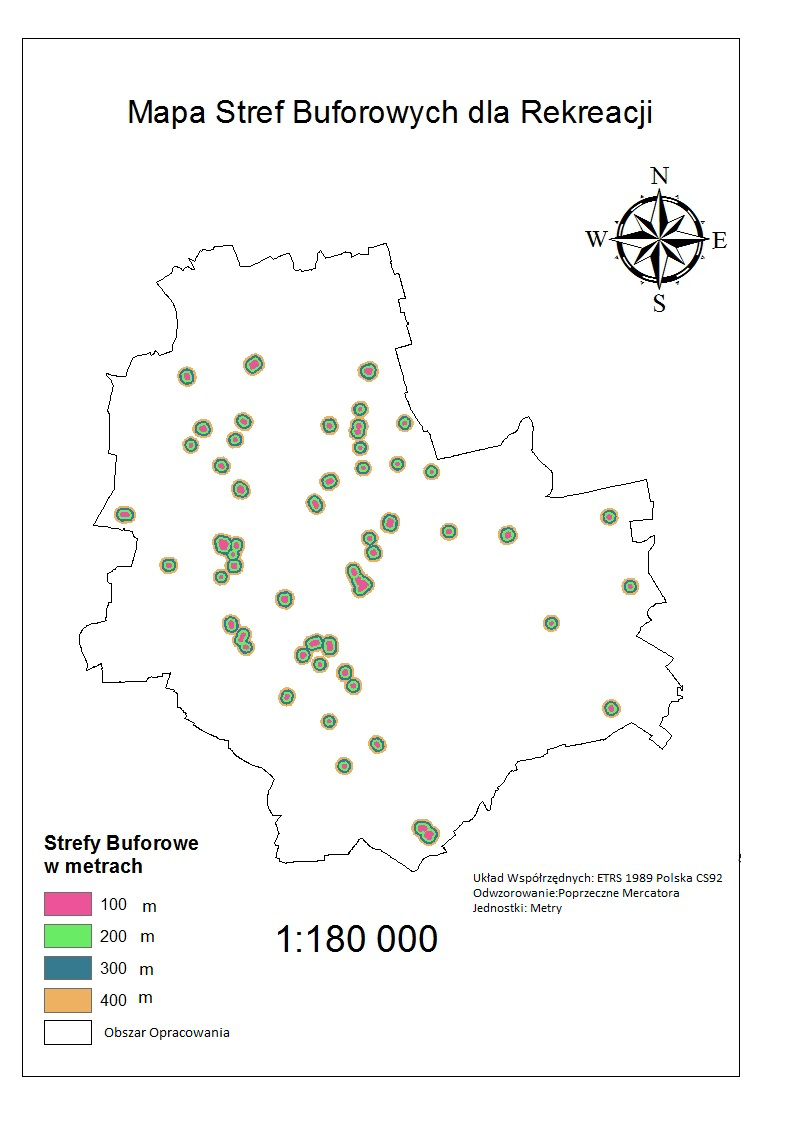 Mapa Stref Buforowych dla Rekreacji
N
W E
S
Strefy Buforowe
w metrach
100 m
200 m
300 m
400 m
Obszar Opracowania
1:180 000
Układ Współrzędnych: ETRS 1989 Polska CS92
Odwzorowanie:Poprzeczne Mercatora
Jednostki: Metry